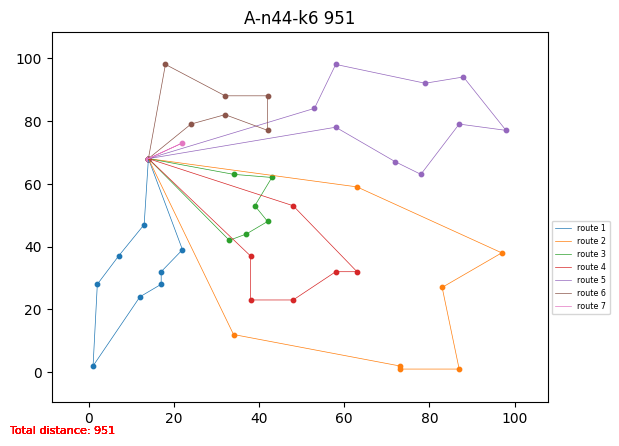 A-n44-k6 951
100
80
60
40
20
0
0 20 40 60 80 100
route 1
route 2
route 3
route 4
route 5
route 6
route 7
Total distance: 951